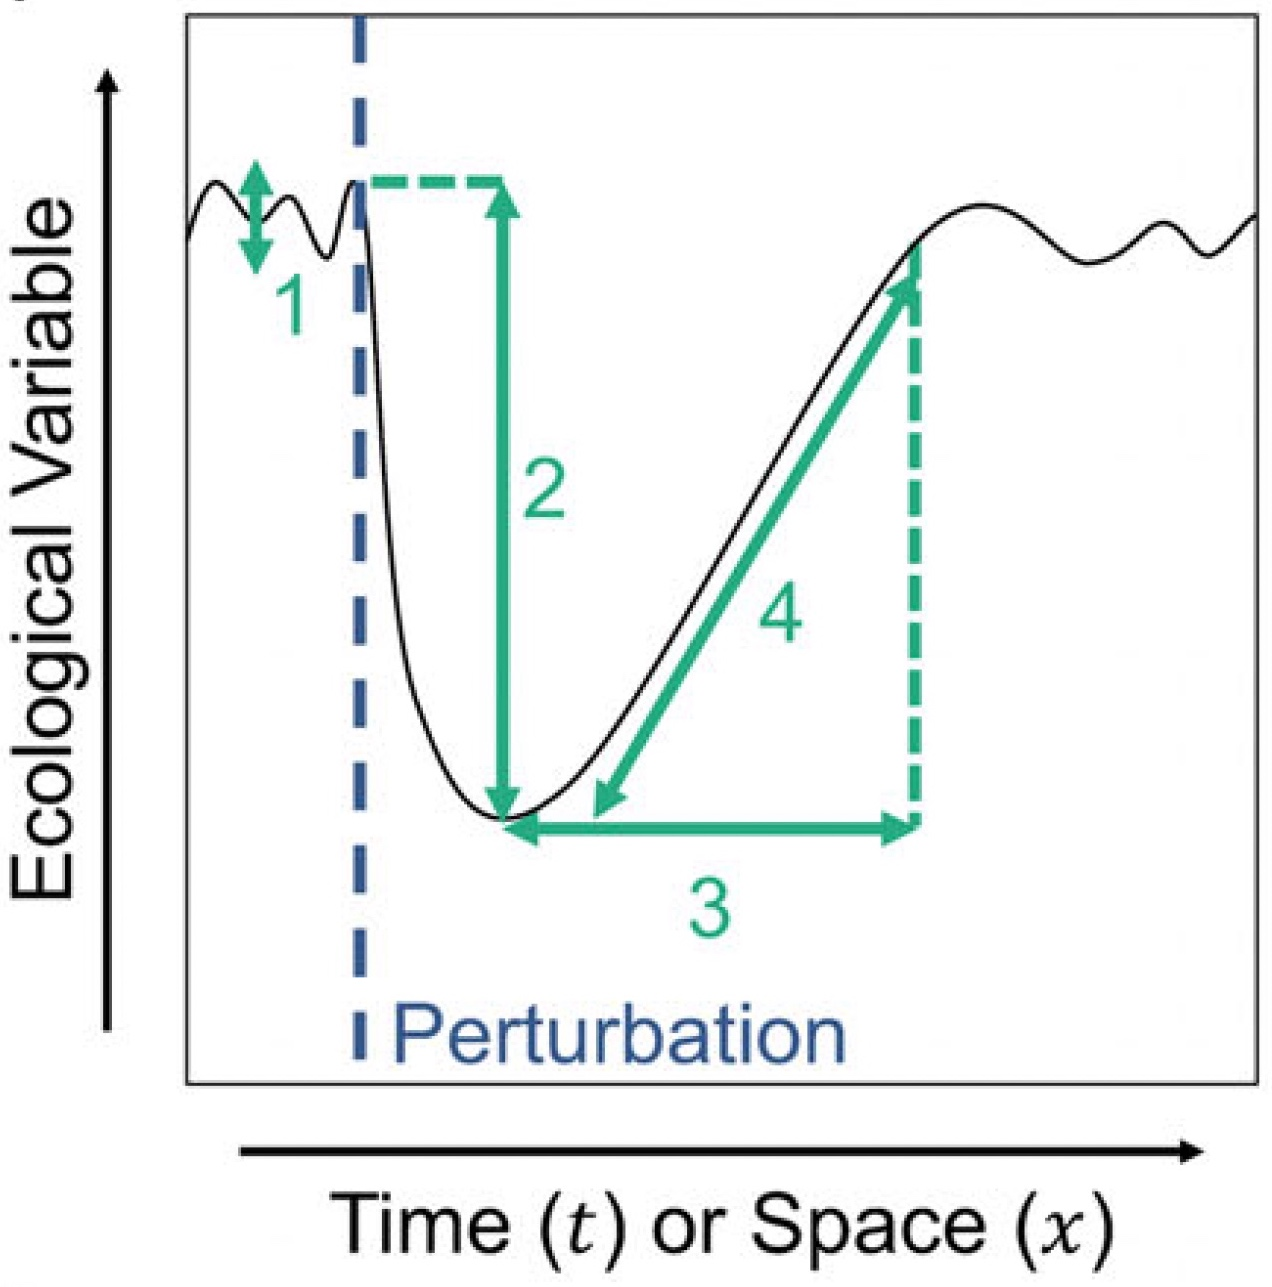 Ecological Variable
1
2
4
3
Perturbation
Time (t) or Space (x)